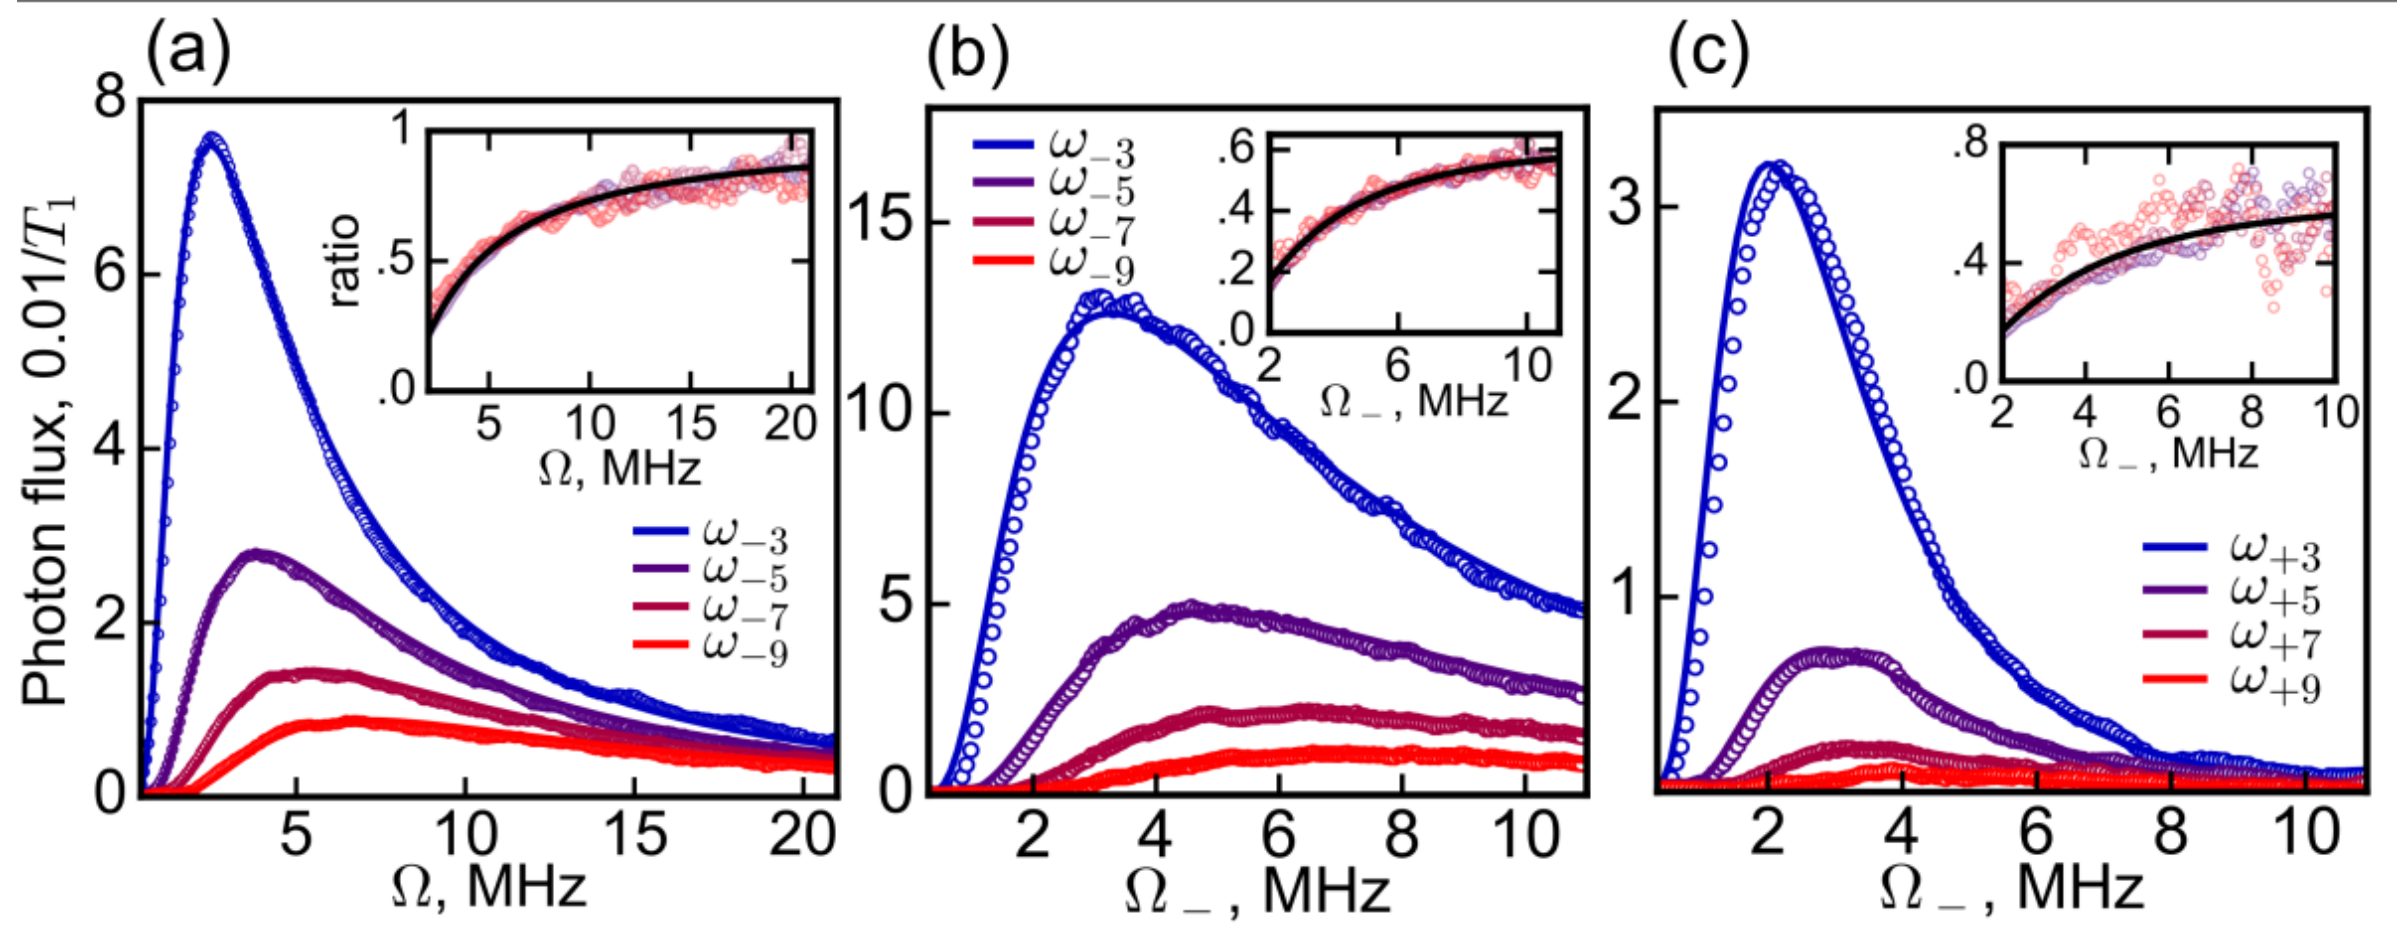 (a)
Photon flux, 0.01/T₁
8
6
4
2
0
5 10 15 20
Ω, MHz
ω₋₃
ω₋₅
ω₋₇
ω₋₉
ratio
1
.5
.0
5 10 15 20
Ω, MHz
(b)
15
10
5
0
2 4 6 8 10
Ω₋, MHz
ω₋₃
ω₋₅
ω₋₇
ω₋₉
.6
.4
.2
.0
2 6 10
Ω₋, MHz
(c)
3
2
1
2 4 6 8 10
Ω₋, MHz
ω₊₃
ω₊₅
ω₊₇
ω₊₉
.8
.4
.0
2 4 6 8 10
Ω₋, MHz